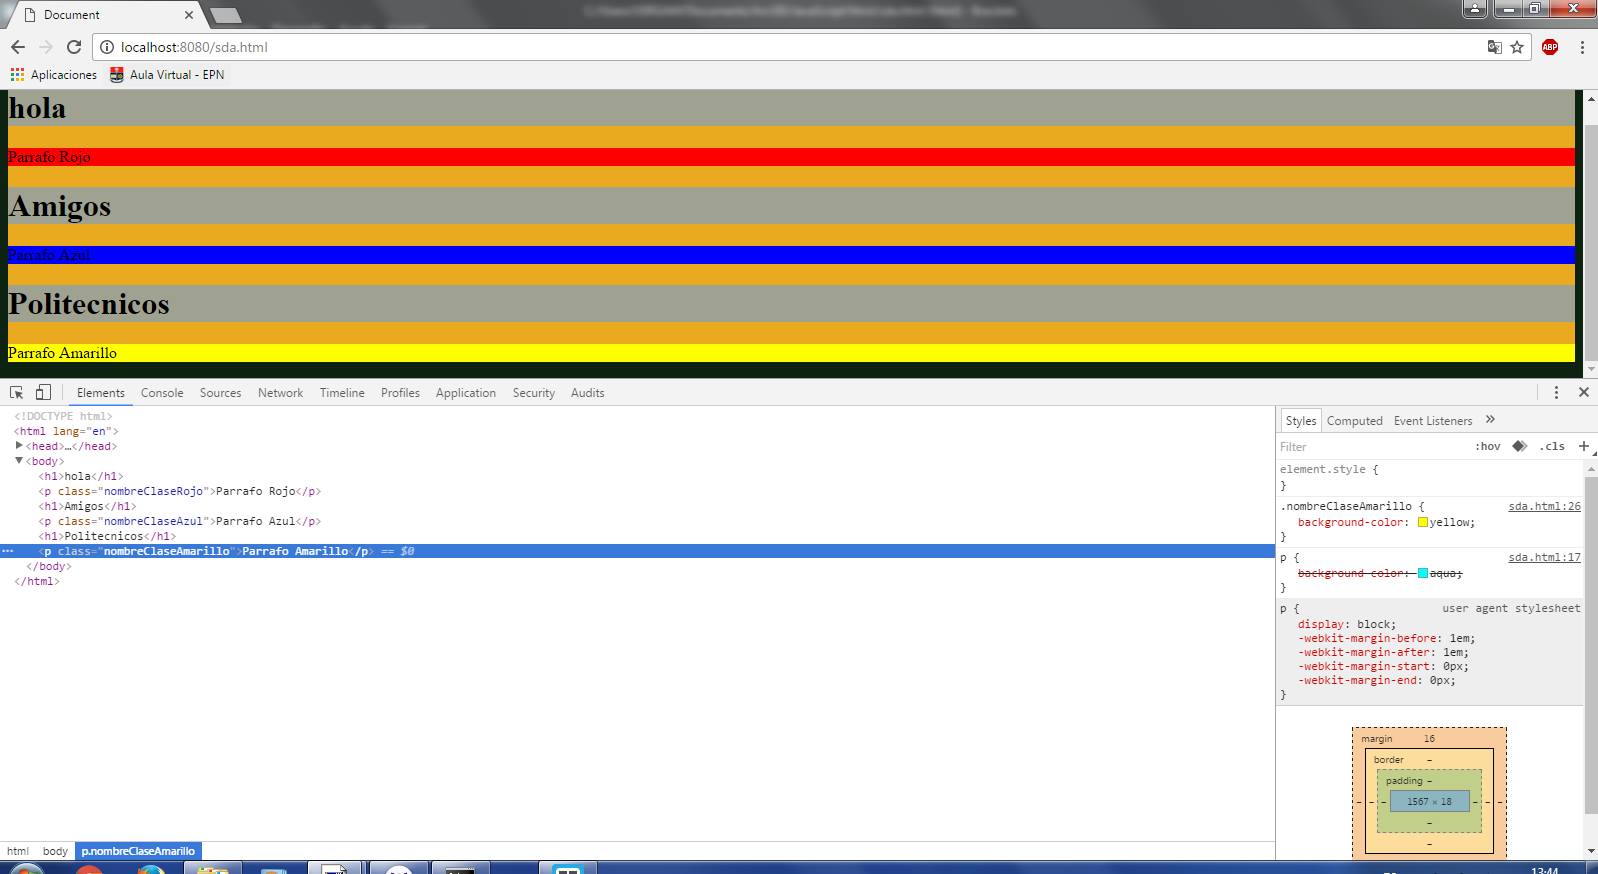 Document
localhost:8080/sda.html
ABP
Aplicaciones
Aula Virtual - EPN
hola
Parrafo Rojo
Amigos
Parrafo Azul
Politecnicos
Parrafo Amarillo
Elements Console Sources Network Timeline Profiles Application Security Audits
<!DOCTYPE html>
<html lang="en">
<head>…</head>
<body>
<h1>hola</h1>
<p class="nombreClaseRojo">Parrafo Rojo</p>
<h1>Amigos</h1>
<p class="nombreClaseAzul">Parrafo Azul</p>
<h1>Politecnicos</h1>
<p class="nombreClaseAmarillo">Parrafo Amarillo</p> == $0
</body>
</html>
html body p.nombreClaseAmarillo
Styles Computed Event Listeners »
Filter :hov .cls +
element.style {
}
.nombreClaseAmarillo { sda.html:26
background-color: yellow;
}
p { sda.html:17
background-color: aqua;
}
p { user agent stylesheet
display: block;
-webkit-margin-before: 1em;
-webkit-margin-after: 1em;
-webkit-margin-start: 0px;
-webkit-margin-end: 0px;
}
margin 16
border -
padding -
- - - 1567 × 18 - - -
-
-
13:44